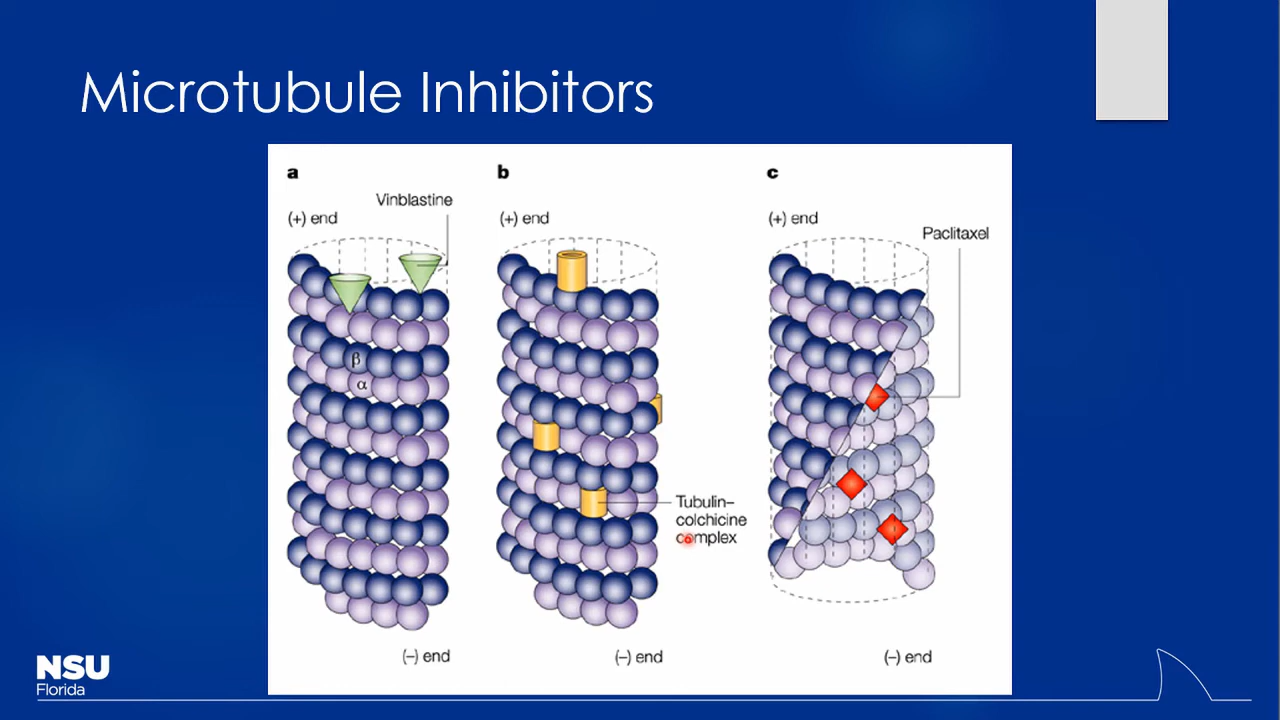 Microtubule Inhibitors
a
b
c
Vinblastine
(+) end
(+) end
(+) end
Paclitaxel
β
α
Tubulin–
colchicine
complex
(–) end
(–) end
(–) end
NSU
Florida